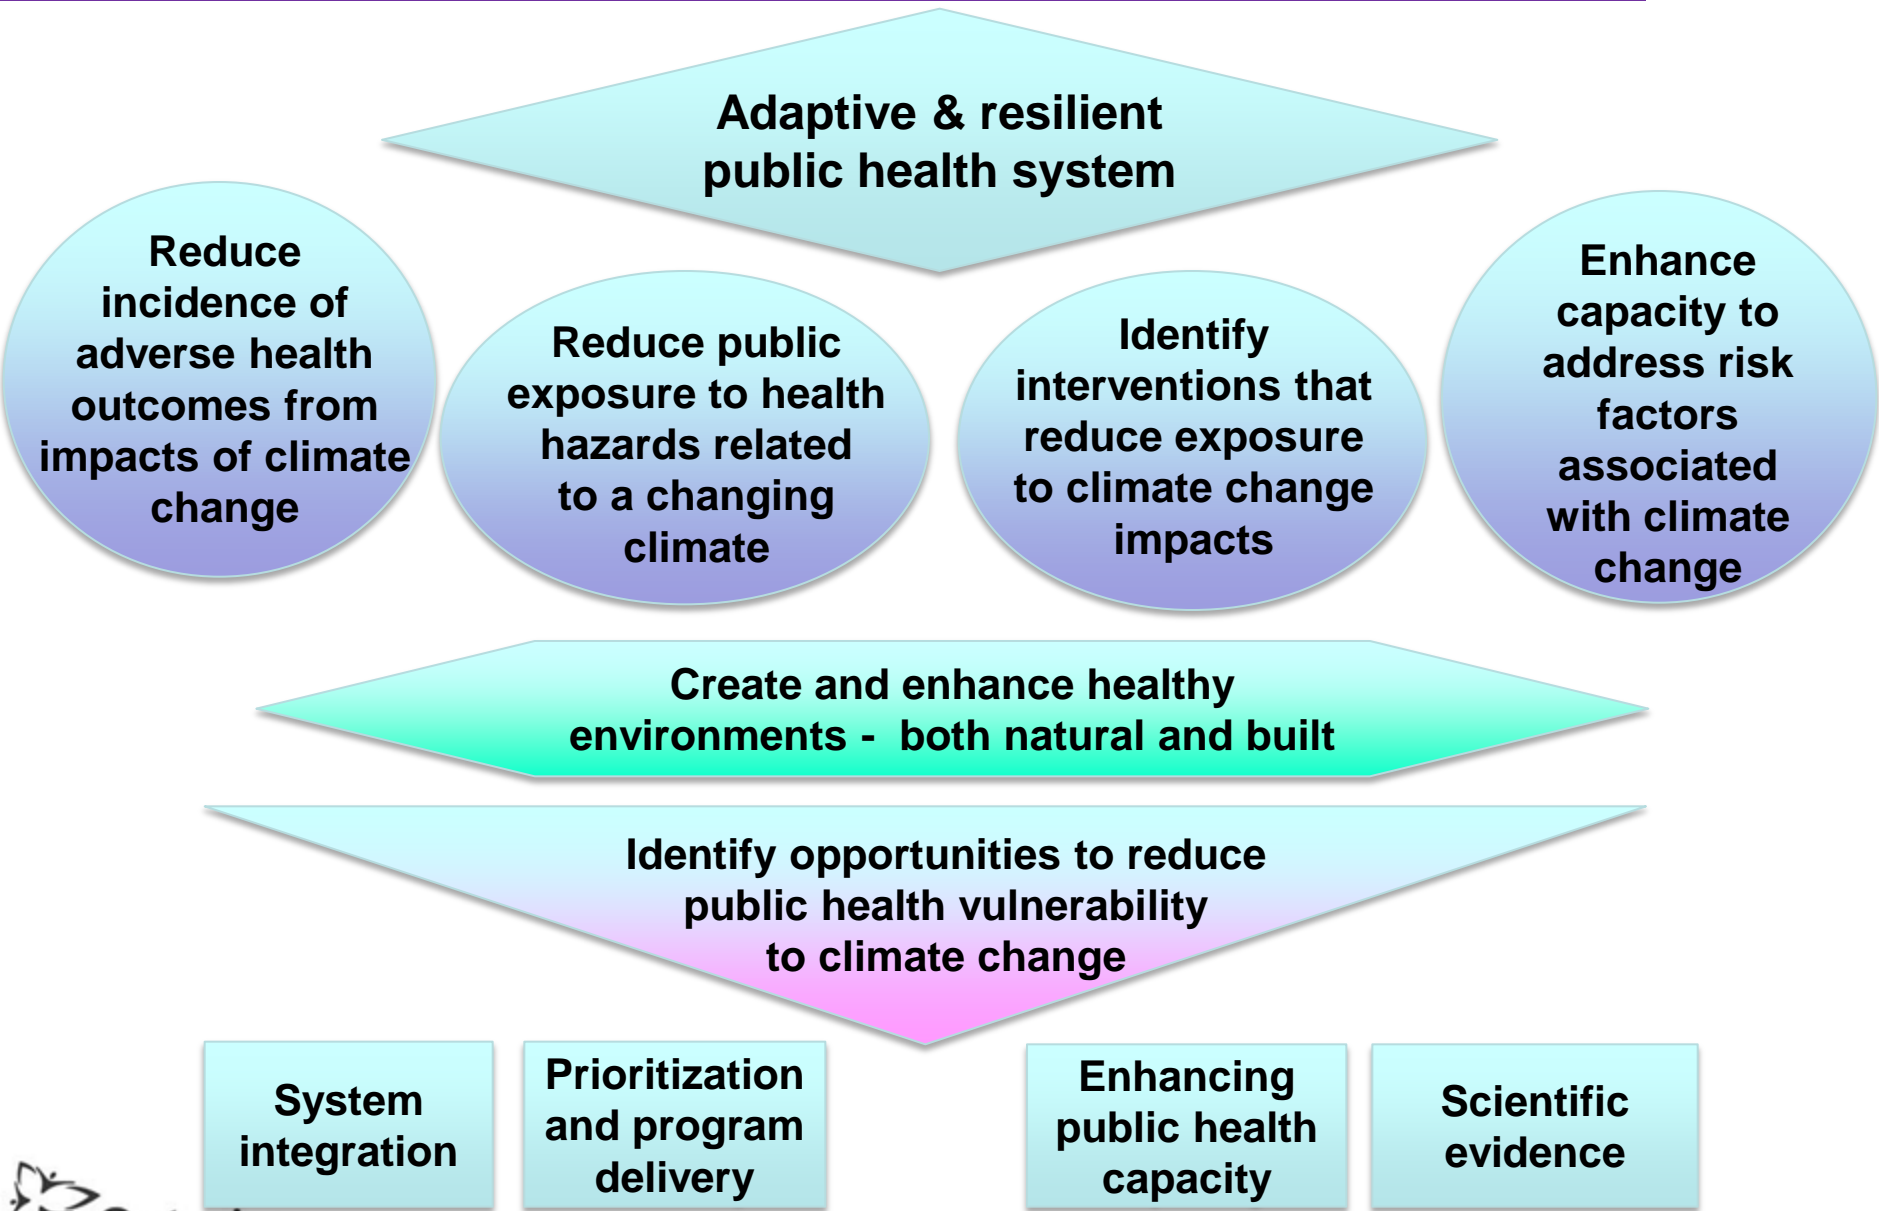 Adaptive & resilient
public health system
Reduce
incidence of
adverse health
outcomes from
impacts of climate
change
Reduce public
exposure to health
hazards related
to a changing
climate
Identify
interventions that
reduce exposure
to climate change
impacts
Enhance
capacity to
address risk
factors
associated
with climate
change
Create and enhance healthy
environments -  both natural and built
Identify opportunities to reduce
public health vulnerability
to climate change
System
integration
Prioritization
and program
delivery
Enhancing
public health
capacity
Scientific
evidence